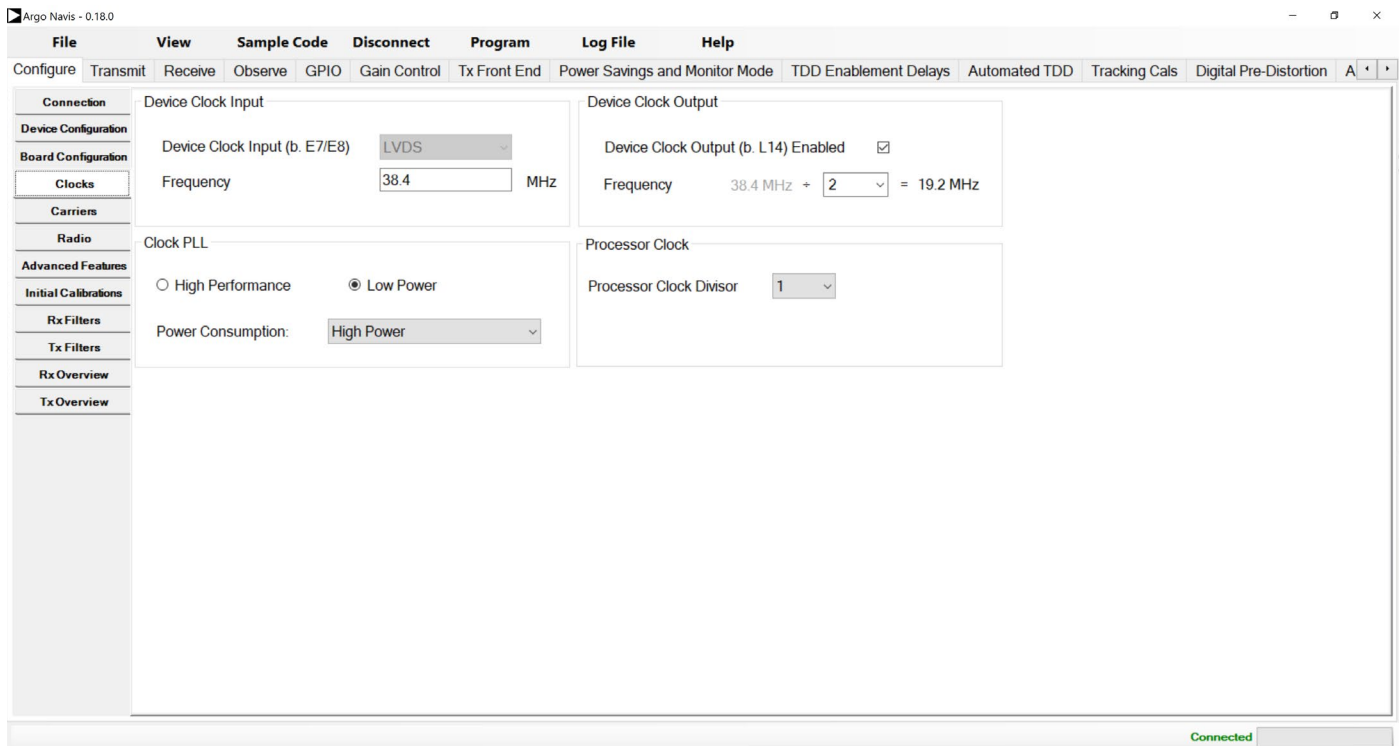 Argo Navis - 0.18.0
File View Sample Code Disconnect Program Log File Help
Configure Transmit Receive Observe GPIO Gain Control Tx Front End Power Savings and Monitor Mode TDD Enablement Delays Automated TDD Tracking Cals Digital Pre-Distortion A
Connection
Device Configuration
Board Configuration
Clocks
Carriers
Radio
Advanced Features
Initial Calibrations
Rx Filters
Tx Filters
Rx Overview
Tx Overview
Device Clock Input
Device Clock Input (b. E7/E8) LVDS
Frequency 38.4 MHz
Device Clock Output
Device Clock Output (b. L14) Enabled
Frequency 38.4 MHz ÷ 2 = 19.2 MHz
Clock PLL
High Performance Low Power
Power Consumption: High Power
Processor Clock
Processor Clock Divisor 1
Connected